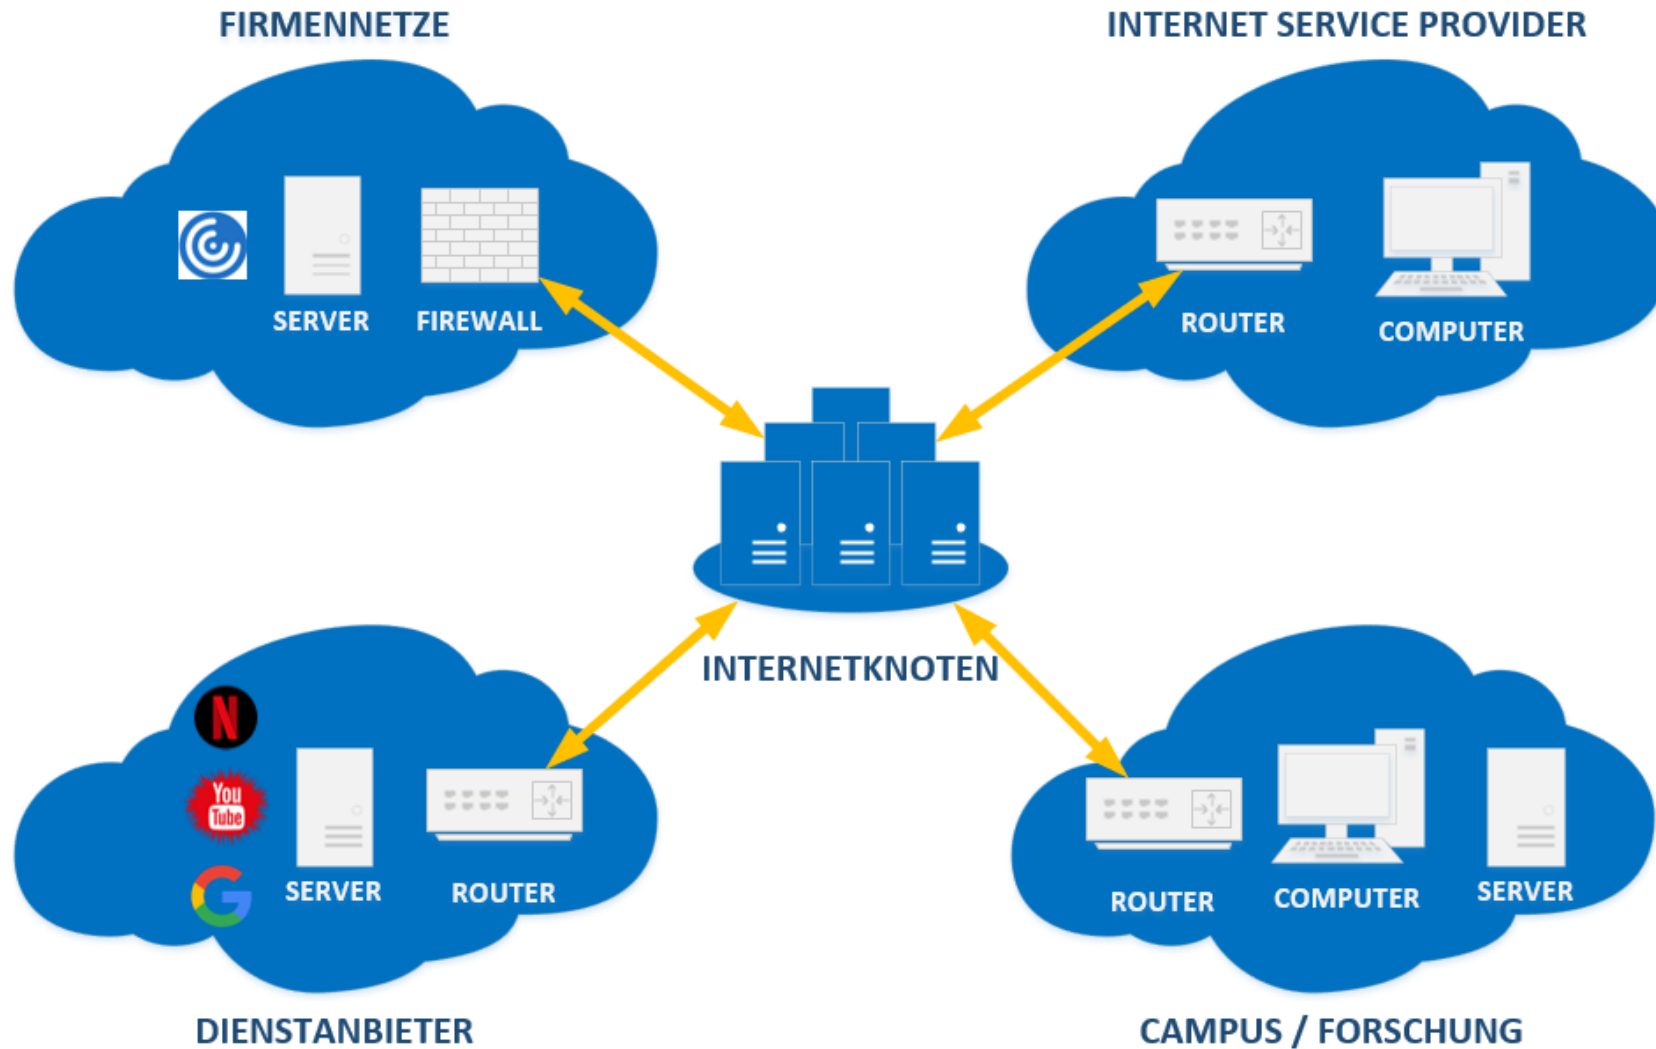 FIRMENNETZE
INTERNET SERVICE PROVIDER
SERVER
FIREWALL
ROUTER
COMPUTER
INTERNETKNOTEN
N
You
Tube
G
SERVER
ROUTER
ROUTER
COMPUTER
SERVER
DIENSTANBIETER
CAMPUS / FORSCHUNG